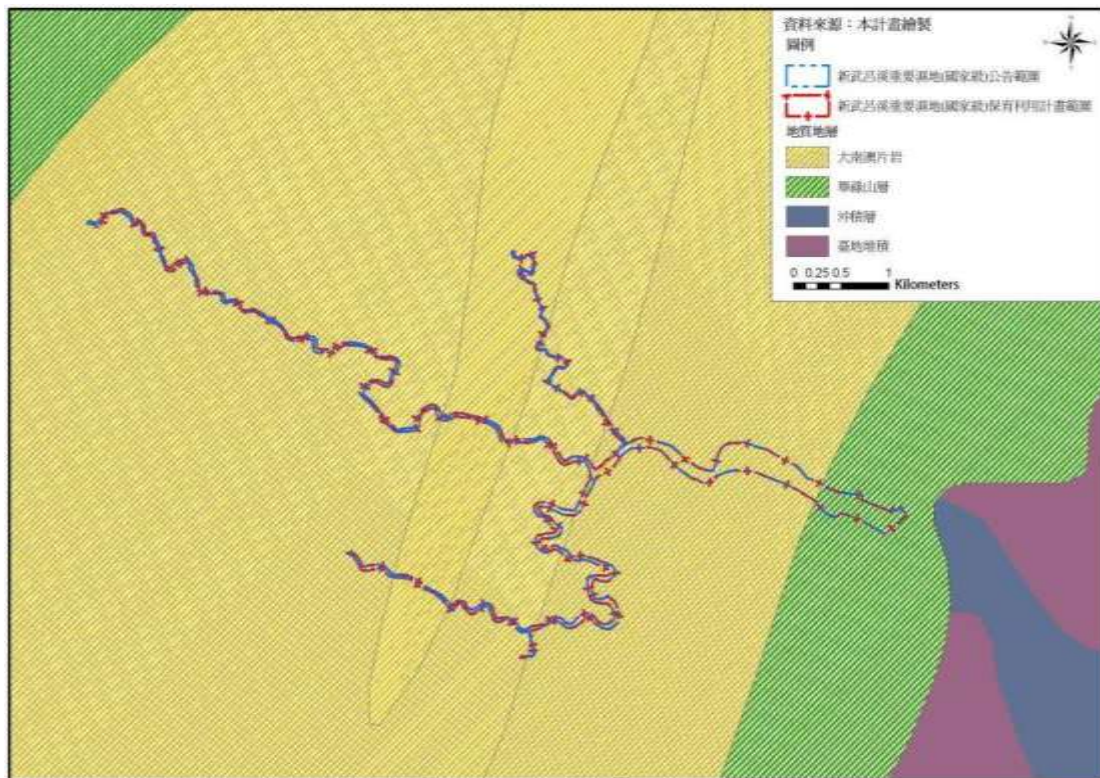 資料來源：本計畫繪製
圖例
新武呂溪重要濕地(國家級)公告範圍
新武呂溪重要濕地(國家級)保育利用計畫範圍
地質地層
大南澳片岩
畢祿山層
沖積層
臺地堆積
0 0.25 0.5 1
Kilometers